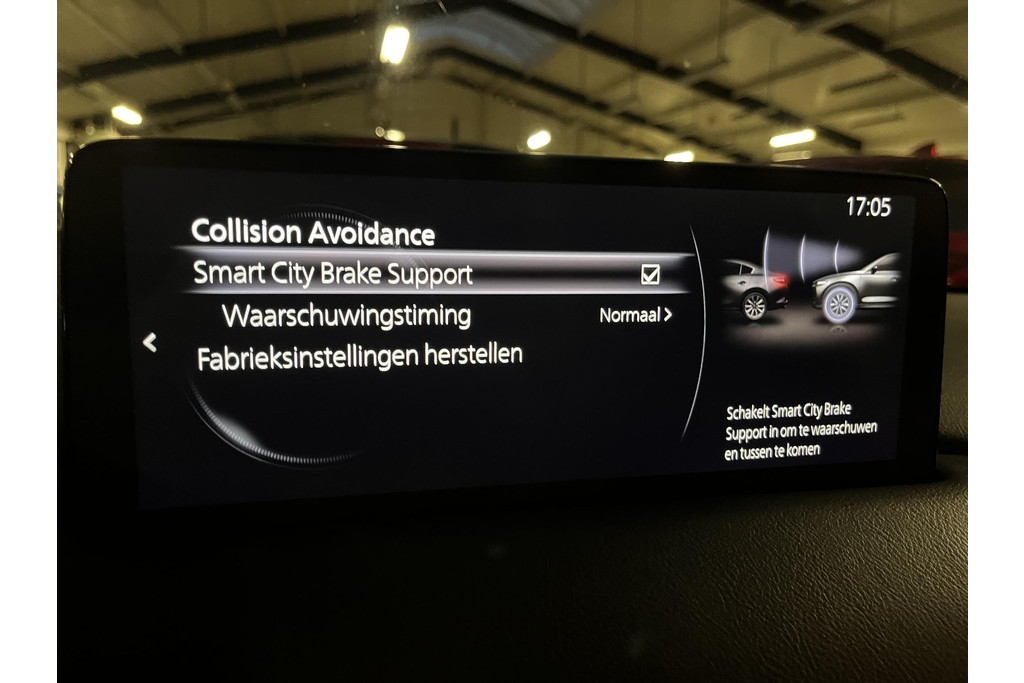 17:05
Collision Avoidance
Smart City Brake Support
Waarschuwingstiming Normaal >
Fabrieksinstellingen herstellen
Schakelt Smart City Brake
Support in om te waarschuwen
en tussen te komen